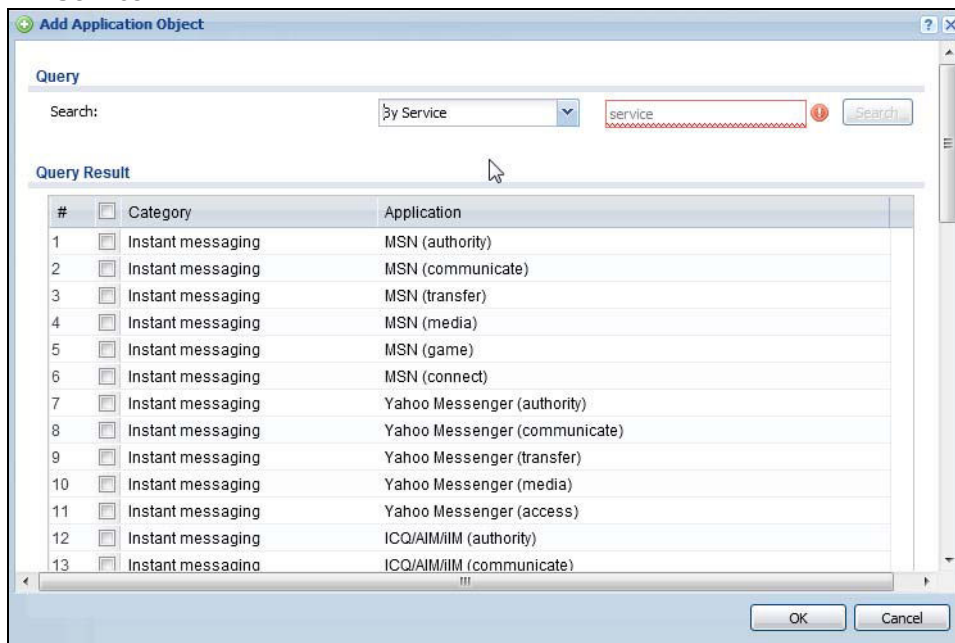 Add Application Object
Query
Search: By Service service Search
Query Result
# Category Application
1 Instant messaging MSN (authority)
2 Instant messaging MSN (communicate)
3 Instant messaging MSN (transfer)
4 Instant messaging MSN (media)
5 Instant messaging MSN (game)
6 Instant messaging MSN (connect)
7 Instant messaging Yahoo Messenger (authority)
8 Instant messaging Yahoo Messenger (communicate)
9 Instant messaging Yahoo Messenger (transfer)
10 Instant messaging Yahoo Messenger (media)
11 Instant messaging Yahoo Messenger (access)
12 Instant messaging ICQ/AIM/iIM (authority)
13 Instant messaging ICQ/AIM/iIM (communicate)
OK Cancel